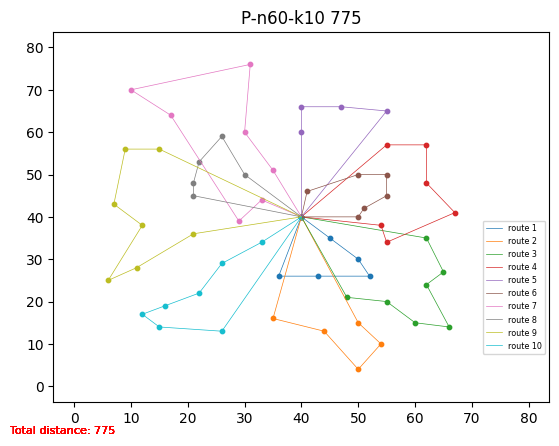 P-n60-k10 775
80
70
60
50
40
30
20
10
0
0 10 20 30 40 50 60 70 80
route 1
route 2
route 3
route 4
route 5
route 6
route 7
route 8
route 9
route 10
Total distance: 775